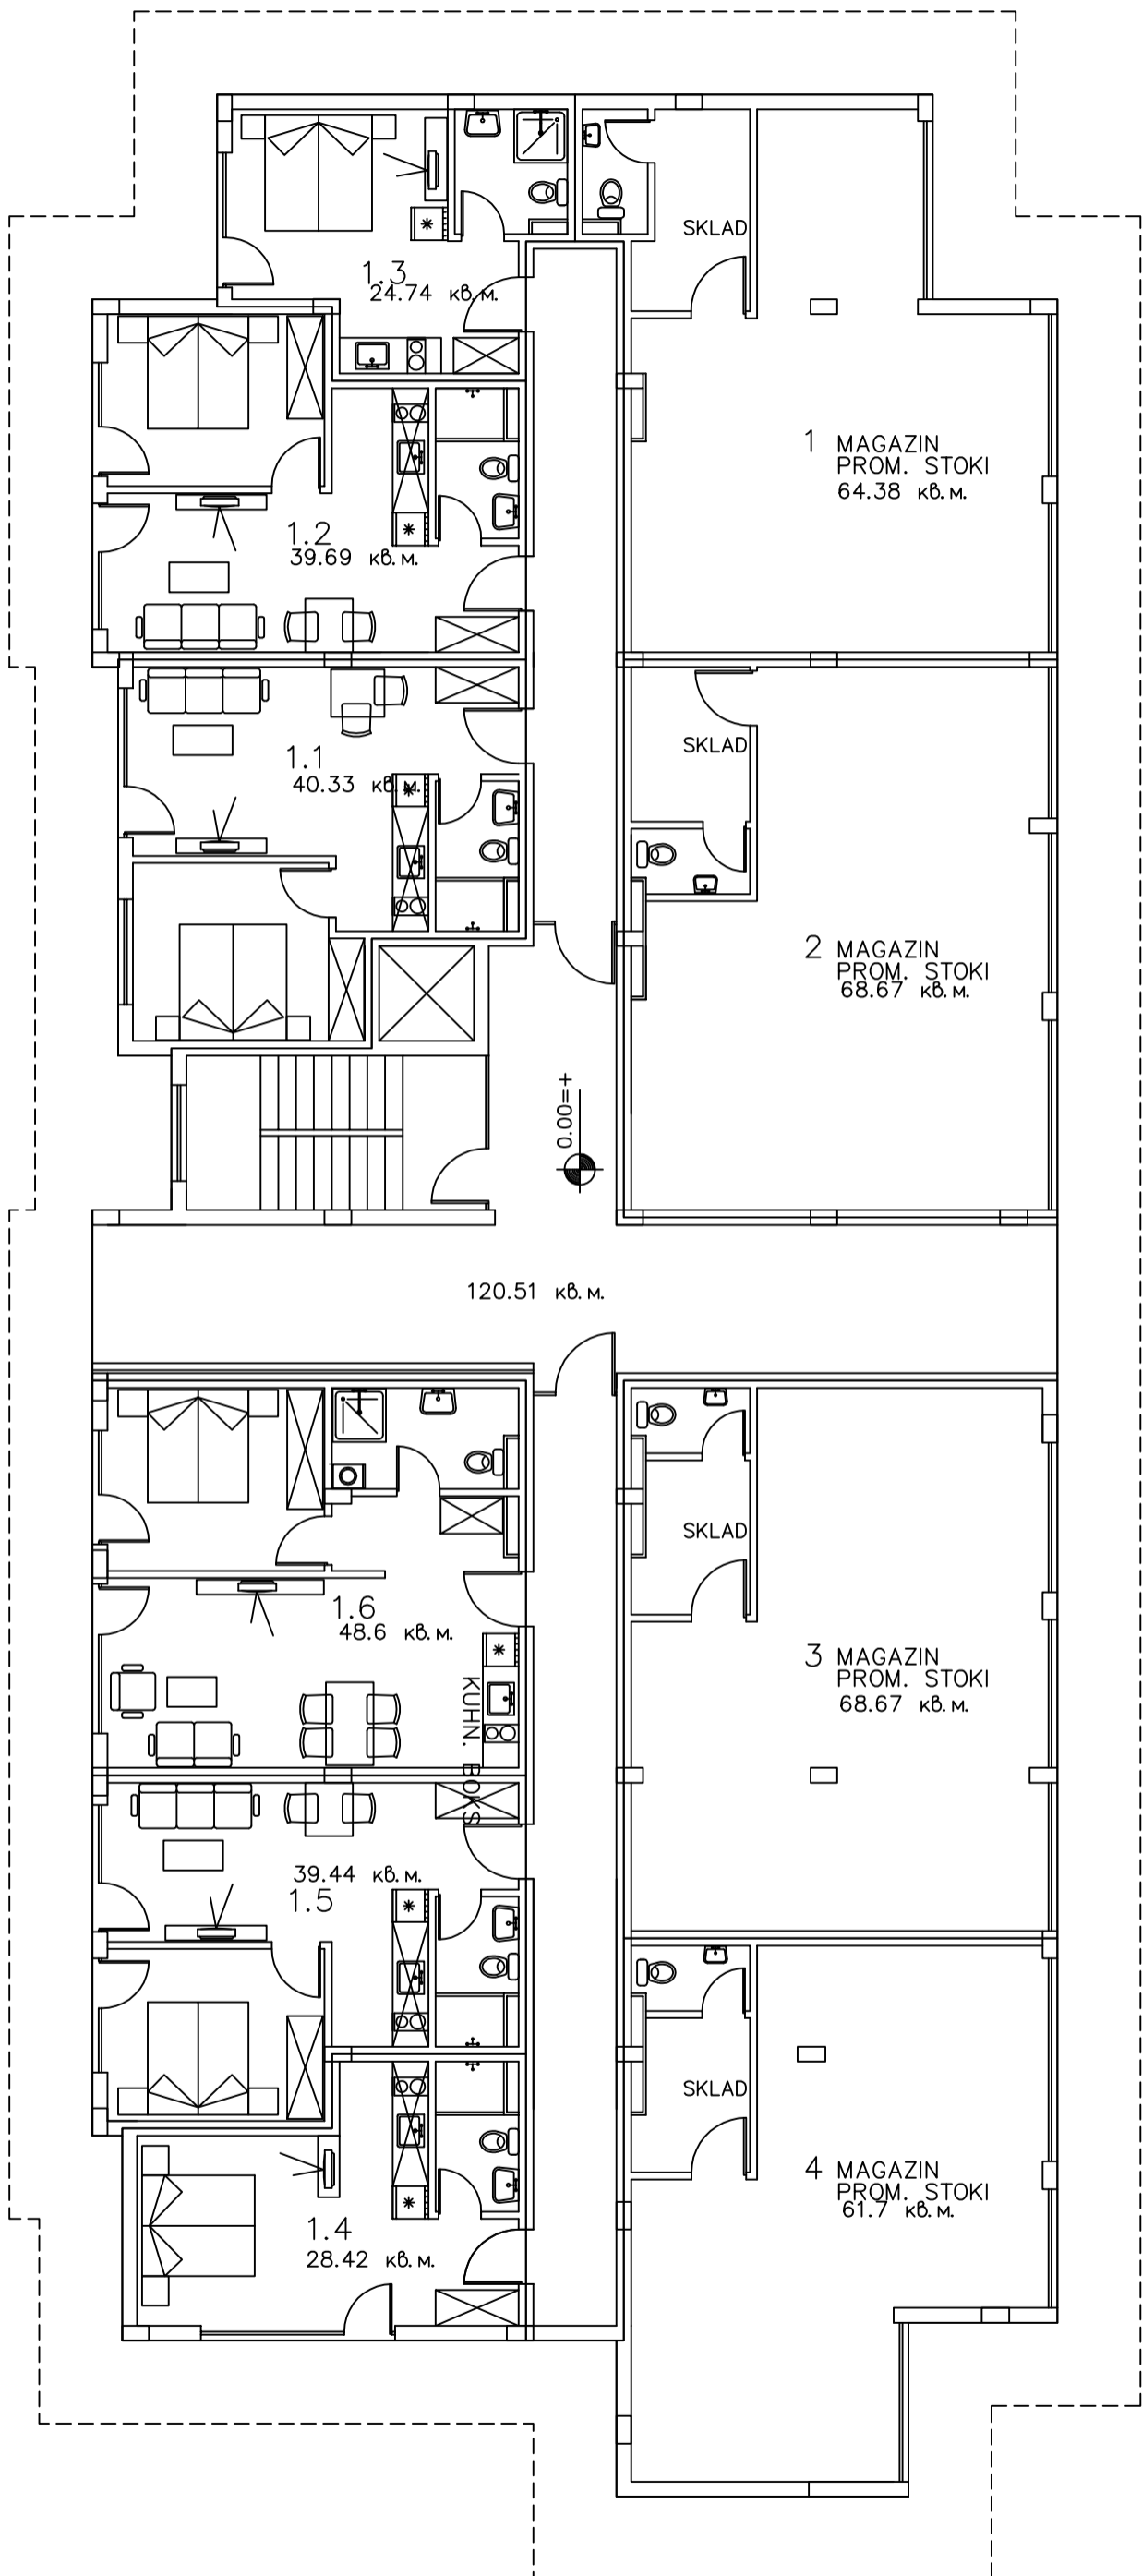 SKLAD
1.3
24.74 кв.м.
1 MAGAZIN
PROM. STOKI
64.38 кв.м.
1.2
39.69 кв.м.
SKLAD
1.1
40.33 кв.м.
2 MAGAZIN
PROM. STOKI
68.67 кв.м.
0.00=+
120.51 кв.м.
SKLAD
1.6
48.6 кв.м.
KUHN. BOKS
3 MAGAZIN
PROM. STOKI
68.67 кв.м.
39.44 кв.м.
1.5
SKLAD
4 MAGAZIN
PROM. STOKI
61.7 кв.м.
1.4
28.42 кв.м.